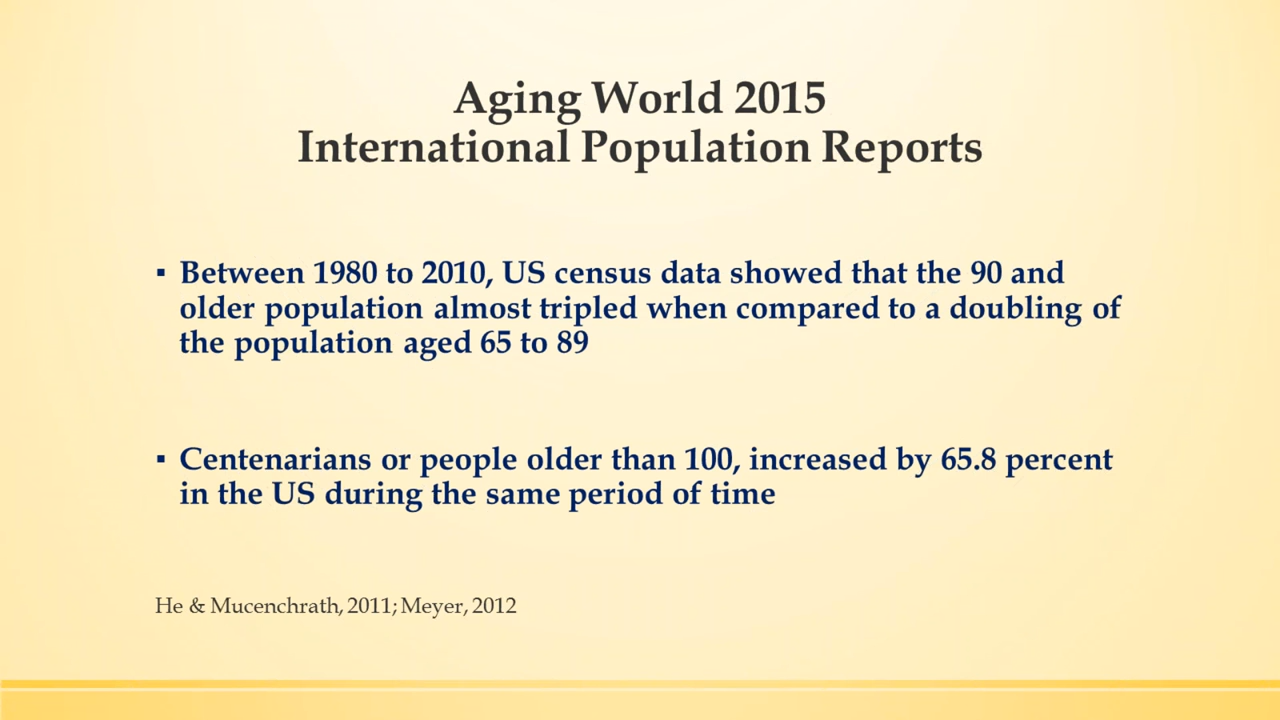 Aging World 2015
International Population Reports
▪ Between 1980 to 2010, US census data showed that the 90 and
older population almost tripled when compared to a doubling of
the population aged 65 to 89
▪ Centenarians or people older than 100, increased by 65.8 percent
in the US during the same period of time
He & Mucenchrath, 2011; Meyer, 2012